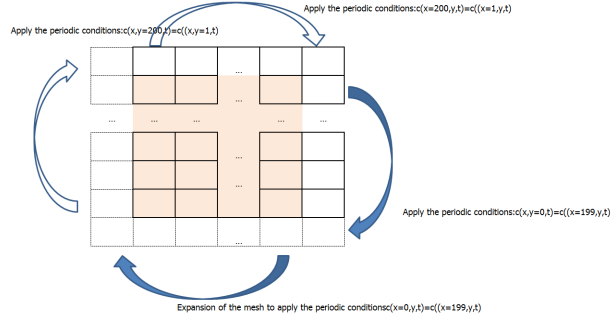 Apply the periodic conditions:c(x=200,y,t)=c((x=1,y,t)
Apply the periodic conditions:c(x,y=200,t)=c((x,y=1,t)
...
...
... ... ... ... ...
...
...
Apply the periodic conditions:c(x,y=0,t)=c((x=199,y,t)
...
Expansion of the mesh to apply the periodic conditionsc(x=0,y,t)=c((x=199,y,t)